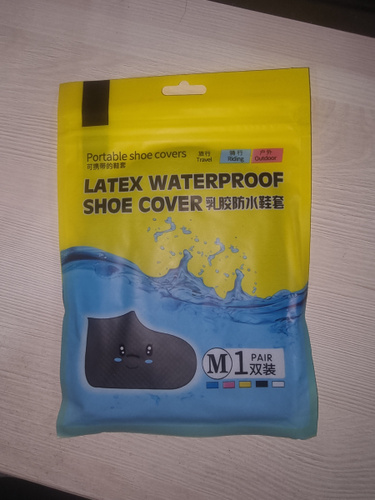 Portable shoe covers
可携带的鞋套
旅行 Travel
骑行 Riding
户外 Outdoor
LATEX WATERPROOF
SHOE COVER 乳胶防水鞋套
M 1 PAIR
双装